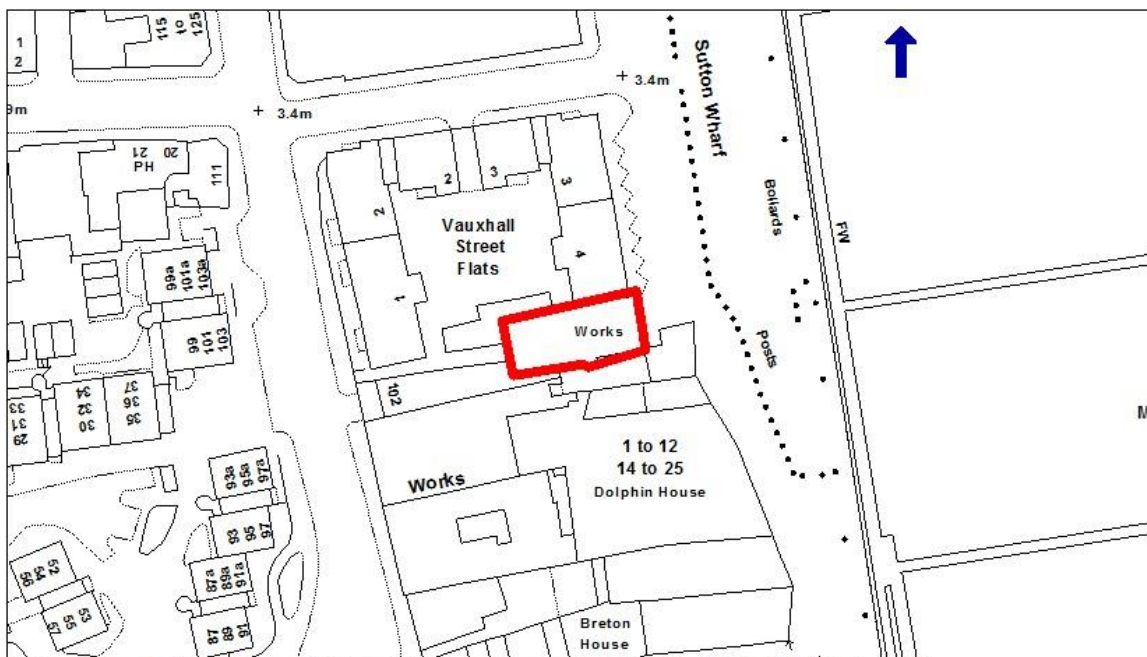 1
2
115
to
125
9m
3.4m
3.4m
Sutton Wharf
Bollards
FW
Posts
20
21
PH
111
2
3
3
2
4
1
Vauxhall
Street
Flats
99a
101a
103a
99
101
103
Works
102
34
32
30
37
36
35
33
31
29
1 to 12
14 to 25
Dolphin House
Works
M
93a
95a
97a
93
95
97
87a
89a
91a
87
89
91
52
54
56
53
55
57
Breton
House